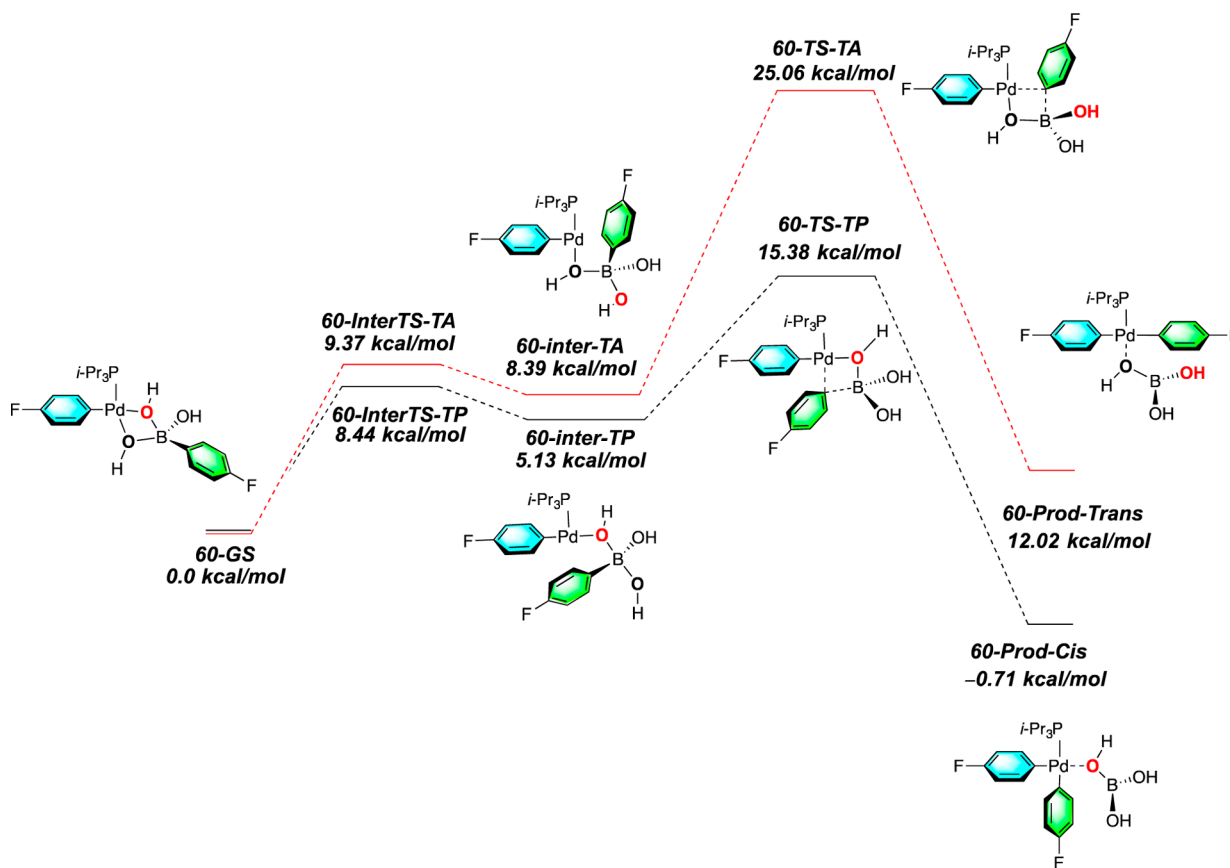 60-TS-TA
25.06 kcal/mol
F
i-Pr3P
F
Pd
O
H
B
OH
OH
F
i-Pr3P
F
Pd
O
H
B
OH
O
H
60-TS-TP
15.38 kcal/mol
60-InterTS-TA
9.37 kcal/mol
60-inter-TA
8.39 kcal/mol
i-Pr3P
H
F
Pd
O
B
OH
OH
F
i-Pr3P
F
Pd
F
O
H
B
OH
OH
i-Pr3P
H
F
Pd
O
OH
O
B
H
F
60-InterTS-TP
8.44 kcal/mol
60-inter-TP
5.13 kcal/mol
60-GS
0.0 kcal/mol
i-Pr3P
H
F
Pd
O
OH
B
O
F
H
60-Prod-Trans
12.02 kcal/mol
60-Prod-Cis
−0.71 kcal/mol
i-Pr3P
H
F
Pd
O
B
OH
OH
F